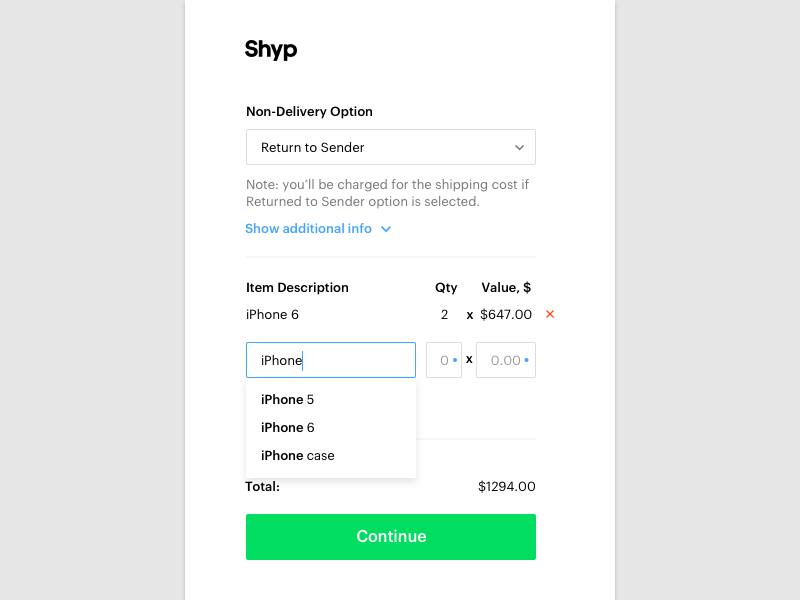 Shyp
Non-Delivery Option
Return to Sender
Note: you’ll be charged for the shipping cost if
Returned to Sender option is selected.
Show additional info
Item Description Qty Value, $
iPhone 6 2 x $647.00 ×
iPhone 0 x 0.00
iPhone 5
iPhone 6
iPhone case
Total: $1294.00
Continue